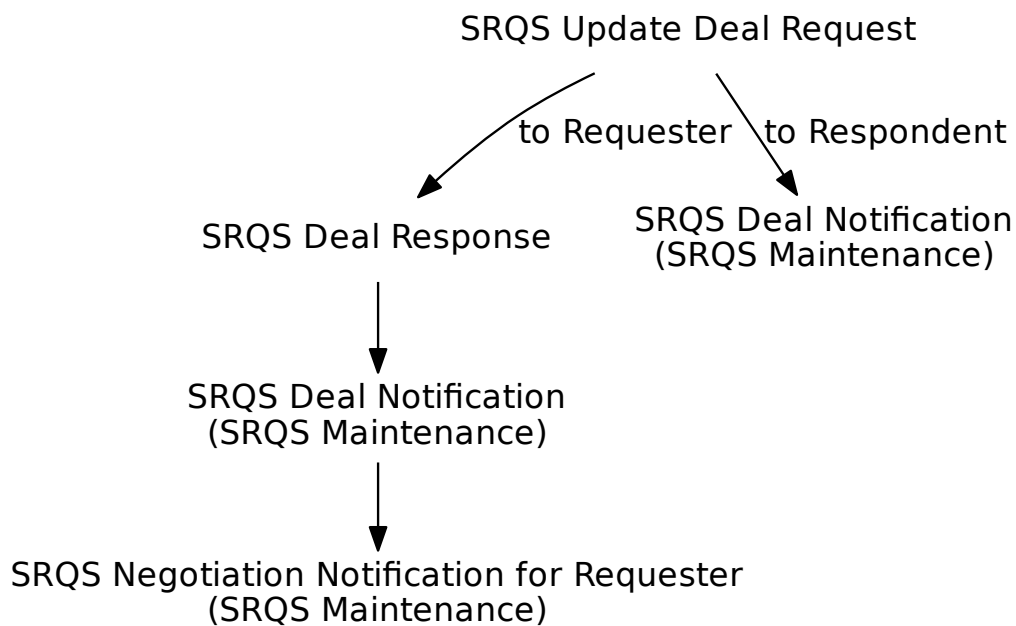 SRQS Update Deal Request
to Requester
to Respondent
SRQS Deal Response
SRQS Deal Notification
(SRQS Maintenance)
SRQS Deal Notification
(SRQS Maintenance)
SRQS Negotiation Notification for Requester
(SRQS Maintenance)